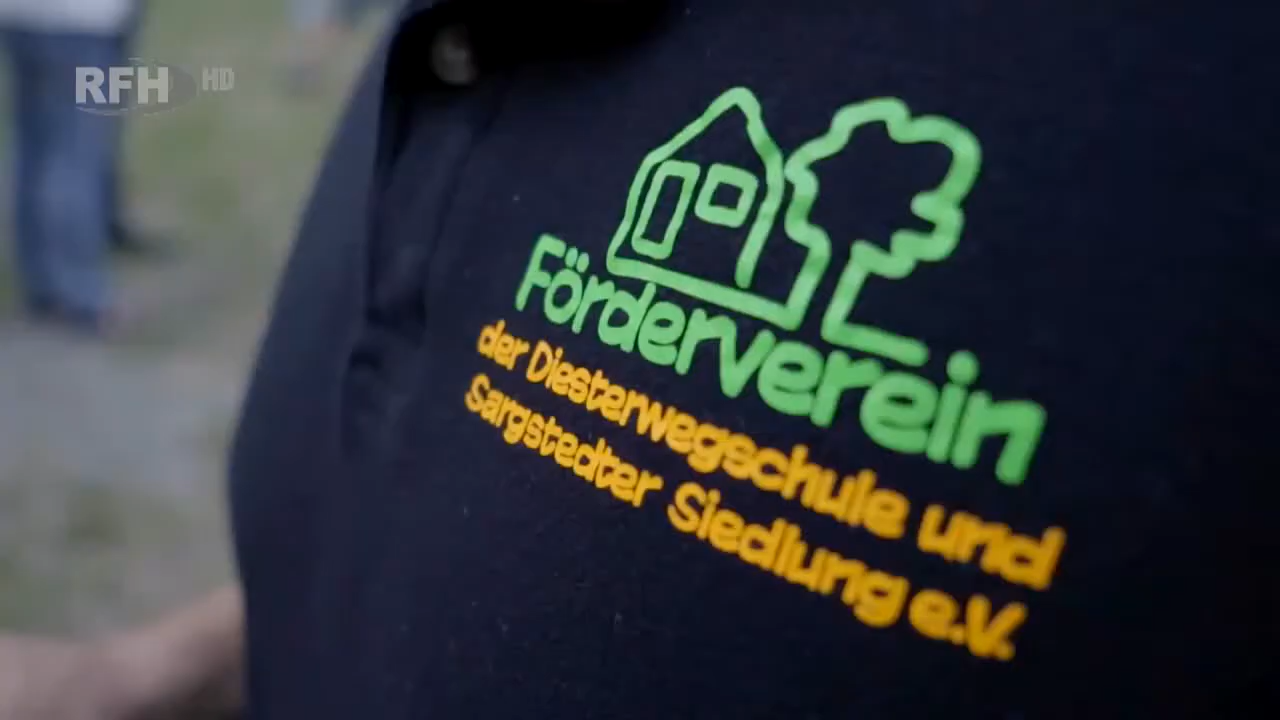 RFH HD
Förderverein
der Diesterwegschule und
Sargstedter Siedlung e.V.